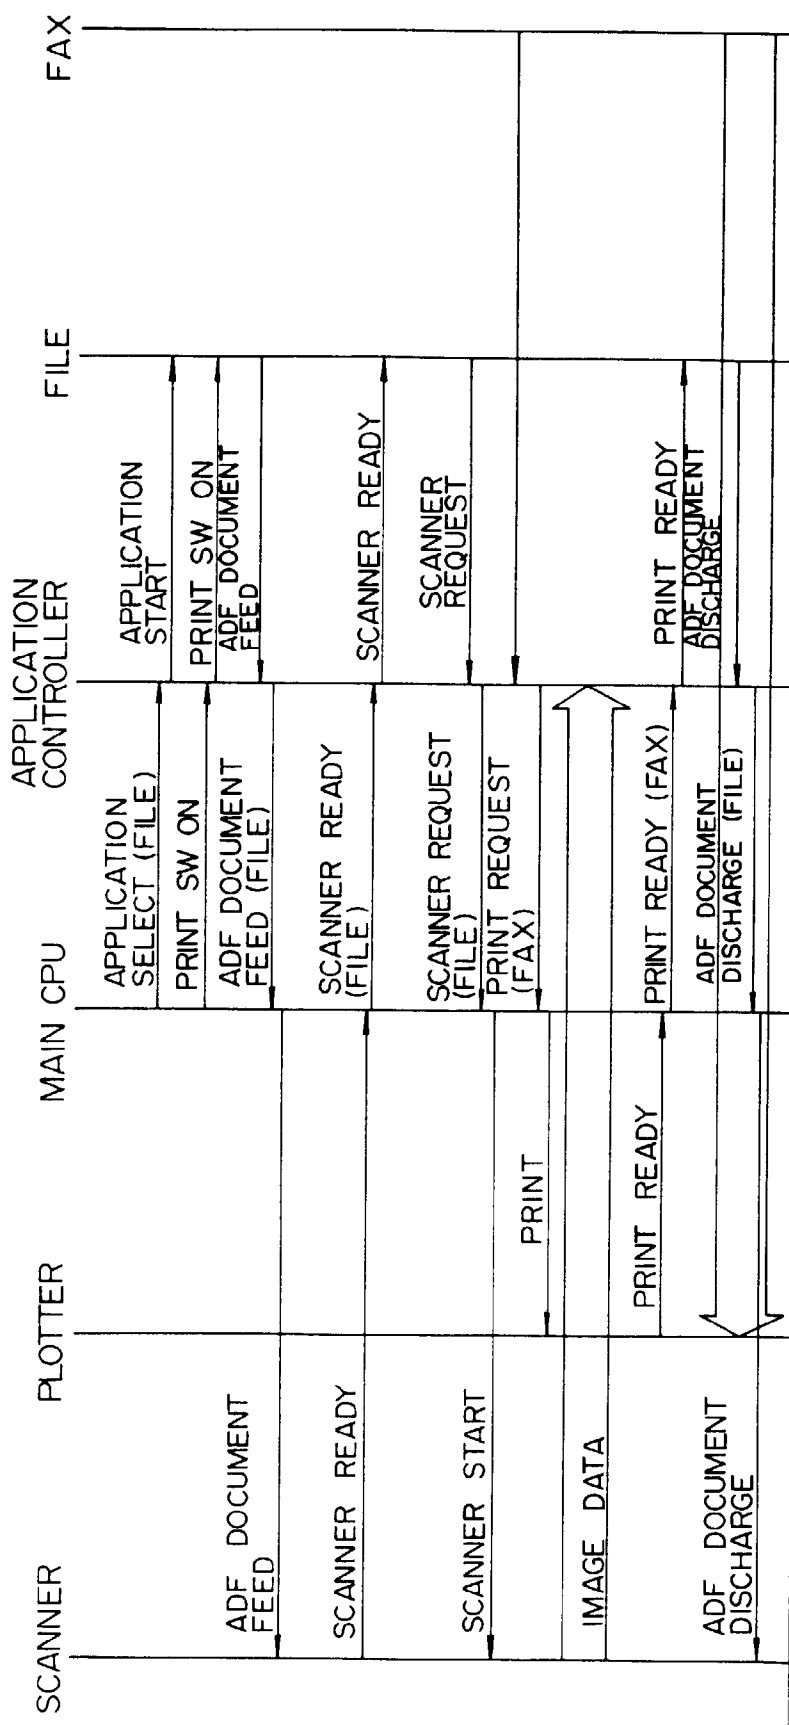 SCANNER
PLOTTER
MAIN CPU
APPLICATION
CONTROLLER
FILE
FAX
APPLICATION
SELECT (FILE)
APPLICATION
START
PRINT SW ON
PRINT SW ON
ADF DOCUMENT
FEED
ADF DOCUMENT
FEED (FILE)
ADF DOCUMENT
FEED
SCANNER READY
SCANNER READY
(FILE)
SCANNER READY
SCANNER
REQUEST
SCANNER REQUEST
(FILE)
SCANNER START
PRINT REQUEST
(FAX)
PRINT
IMAGE DATA
PRINT READY
PRINT READY (FAX)
PRINT READY
ADF DOCUMENT
DISCHARGE
ADF DOCUMENT
DISCHARGE (FILE)
ADF DOCUMENT
DISCHARGE